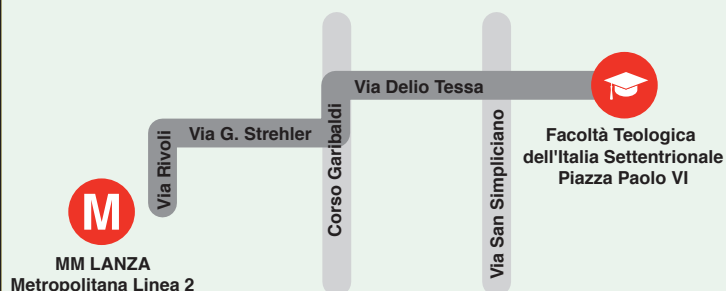 Via Delio Tessa
Via G. Strehler
Via Rivoli
Corso Garibaldi
Via San Simpliciano
Facoltà Teologica
dell'Italia Settentrionale
Piazza Paolo VI
M
MM LANZA
Metropolitana Linea 2